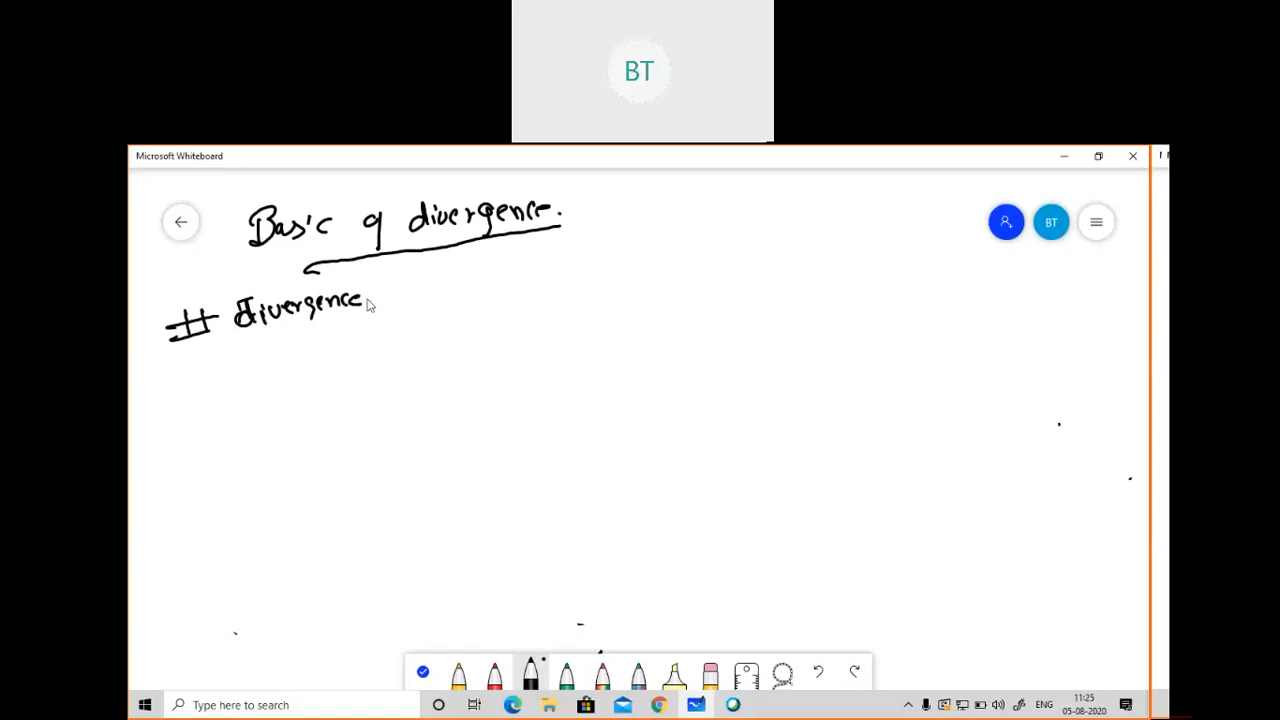 BT
Microsoft Whiteboard
Basic of divergence.
BT
# divergence
Type here to search
ENG
11:25
05-08-2020